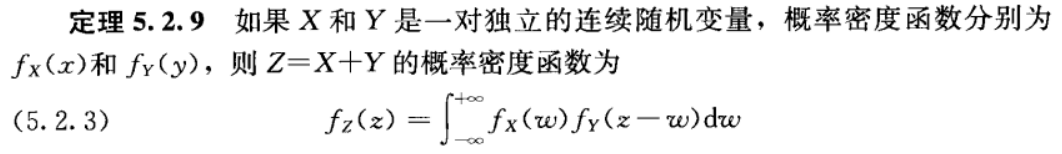 定理 5.2.9 如果 X 和 Y 是一对独立的连续随机变量，概率密度函数分别为
f_X(x)和 f_Y(y)，则 Z=X+Y 的概率密度函数为
(5.2.3) f_Z(z) = ∫_{-∞}^{+∞} f_X(w) f_Y(z-w)dw